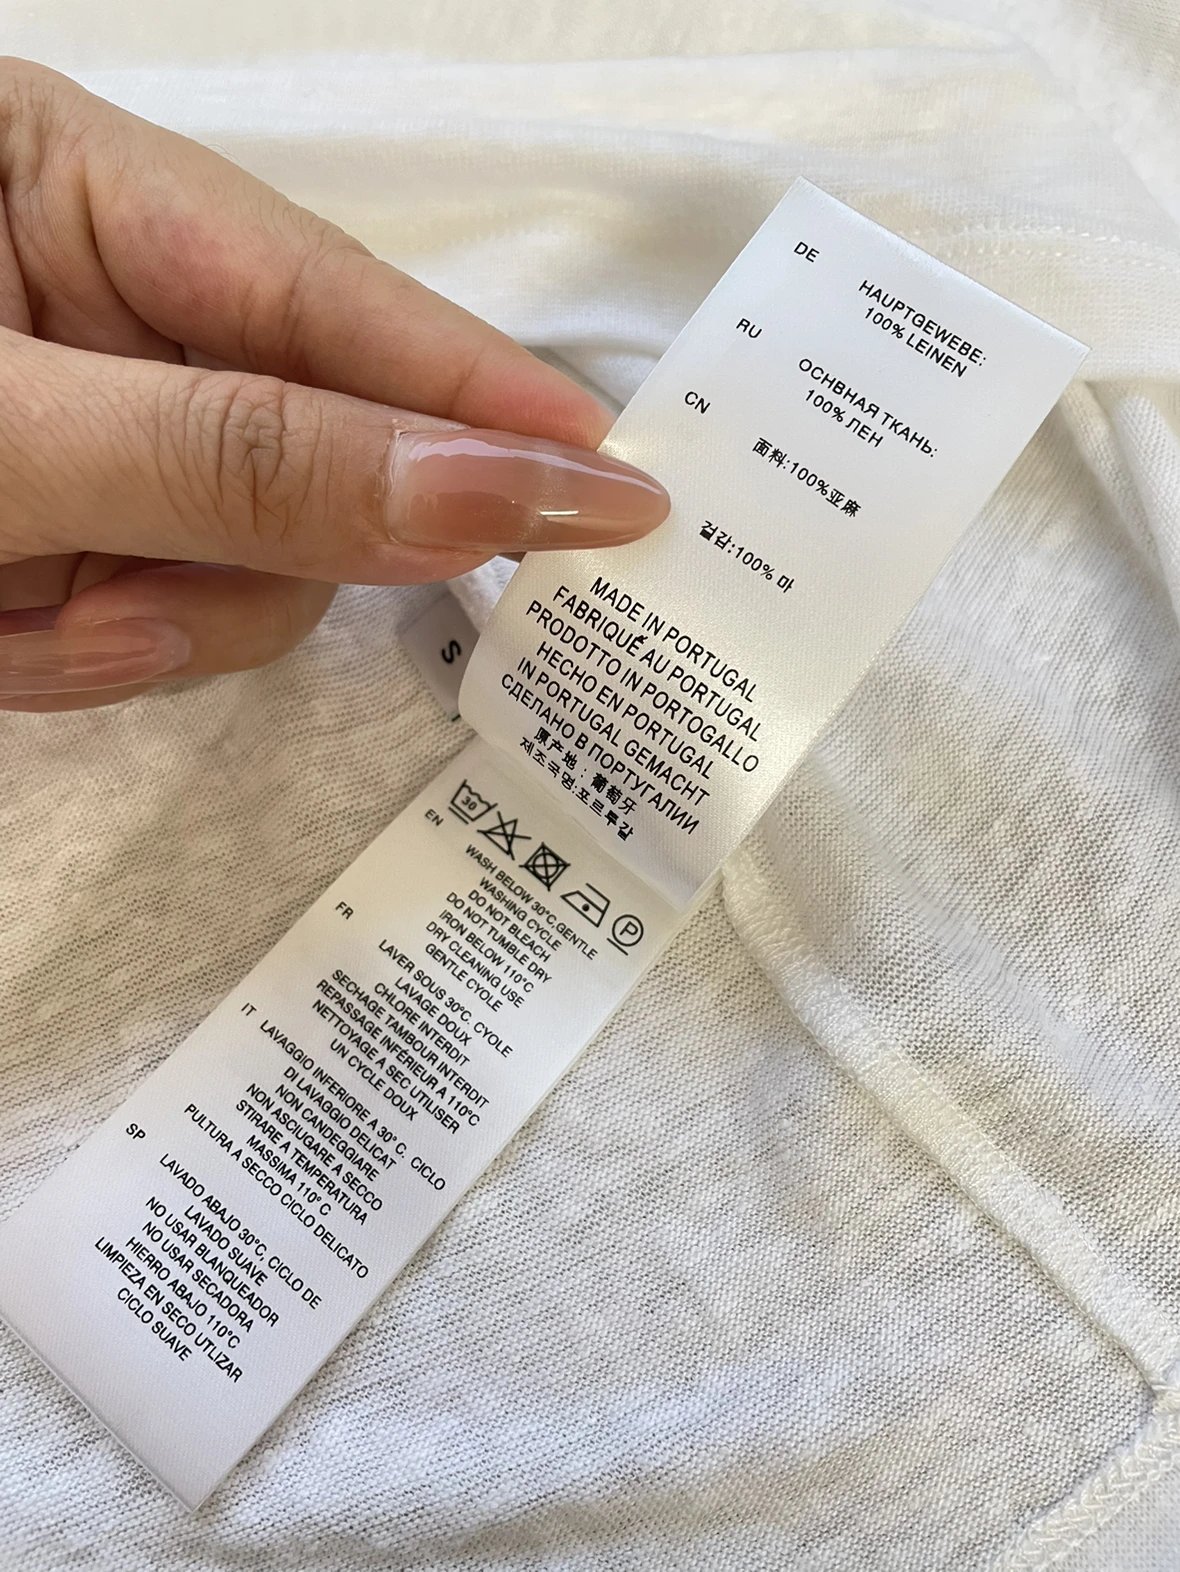 DE
HAUPTGEWEBE:
100% LEINEN
RU
ОСНВНАЯ ТКАНЬ:
100% ЛЕН
CN
面料:100%亚麻
겉감:100% 마
MADE IN PORTUGAL
FABRIQUÉ AU PORTUGAL
PRODOTTO IN PORTOGALLO
HECHO EN PORTUGAL
IN PORTUGAL GEMACHT
СДЕЛАНО В ПОРТУГАЛИИ
原产地：葡萄牙
제조국명:포르투갈
S
30
P
EN
WASH BELOW 30°C,GENTLE
WASHING CYCLE
DO NOT BLEACH
DO NOT TUMBLE DRY
IRON BELOW 110°C
DRY CLEANING USE
GENTLE CYOLE
FR
LAVER SOUS 30°C. CYOLE
LAVAGE DOUX
CHLORE INTERDIT
SECHAGE TAMBOUR INTERDIT
REPASSAGE INFÉRIEUR A 110°C
NETTOYAGE A SEC UTILISER
UN CYCLE DOUX
IT
LAVAGGIO INFERIORE A 30° C. CICLO
DI LAVAGGIO DELICAT
NON CANDEGGIARE
NON ASCIUGARE A SECCO
STIRARE A TEMPERATURA
MASSIMA 110° C
PULTURA A SECCO CICLO DELICATO
SP
LAVADO ABAJO 30°C, CICLO DE
LAVADO SUAVE
NO USAR BLANQUEADOR
NO USAR SECADORA
HIERRO ABAJO 110°C
LIMPIEZA EN SECO UTLIZAR
CICLO SUAVE